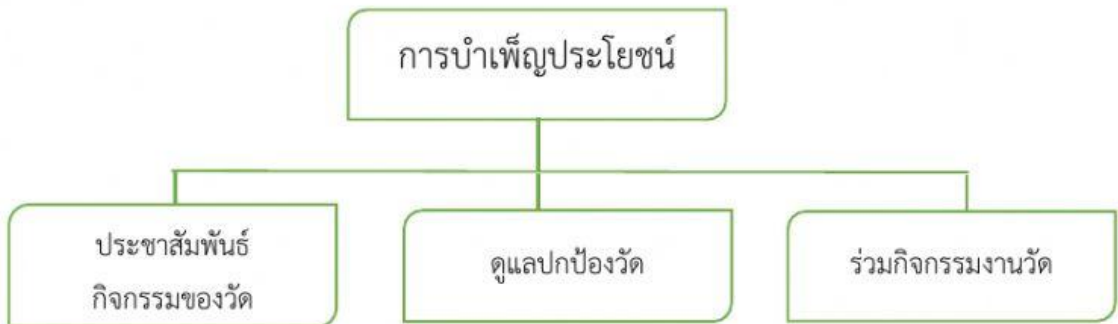 การบำเพ็ญประโยชน์
ประชาสัมพันธ์
กิจกรรมของวัด
ดูแลปกป้องวัด
ร่วมกิจกรรมงานวัด